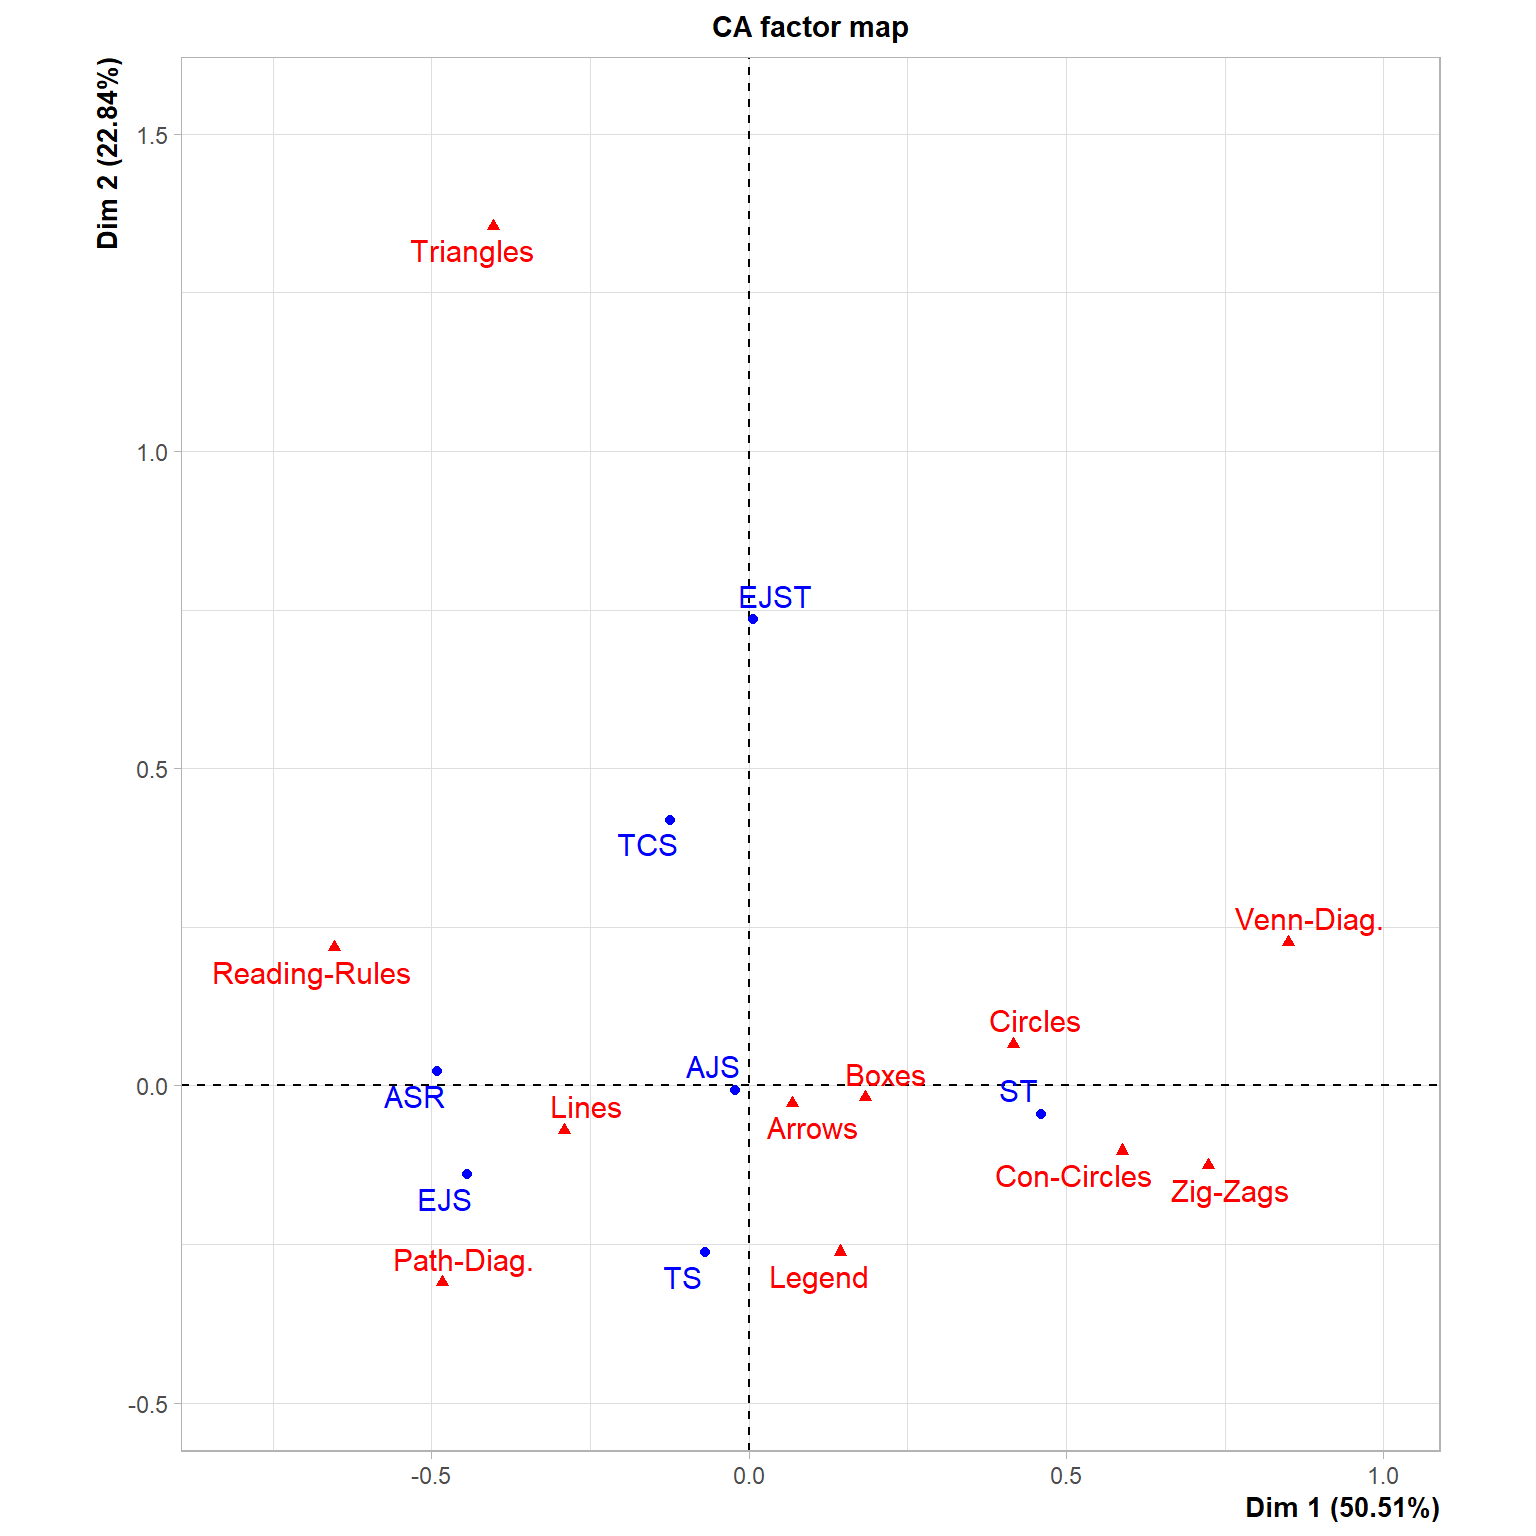 CA factor map
Dim 2 (22.84%)
1.5
1.0
0.5
0.0
-0.5
Triangles
EJST
TCS
Venn-Diag.
Reading-Rules
Circles
AJS
Boxes
ST
ASR
Lines
Arrows
Con-Circles
Zig-Zags
EJS
Path-Diag.
TS
Legend
-0.5
0.0
0.5
1.0
Dim 1 (50.51%)